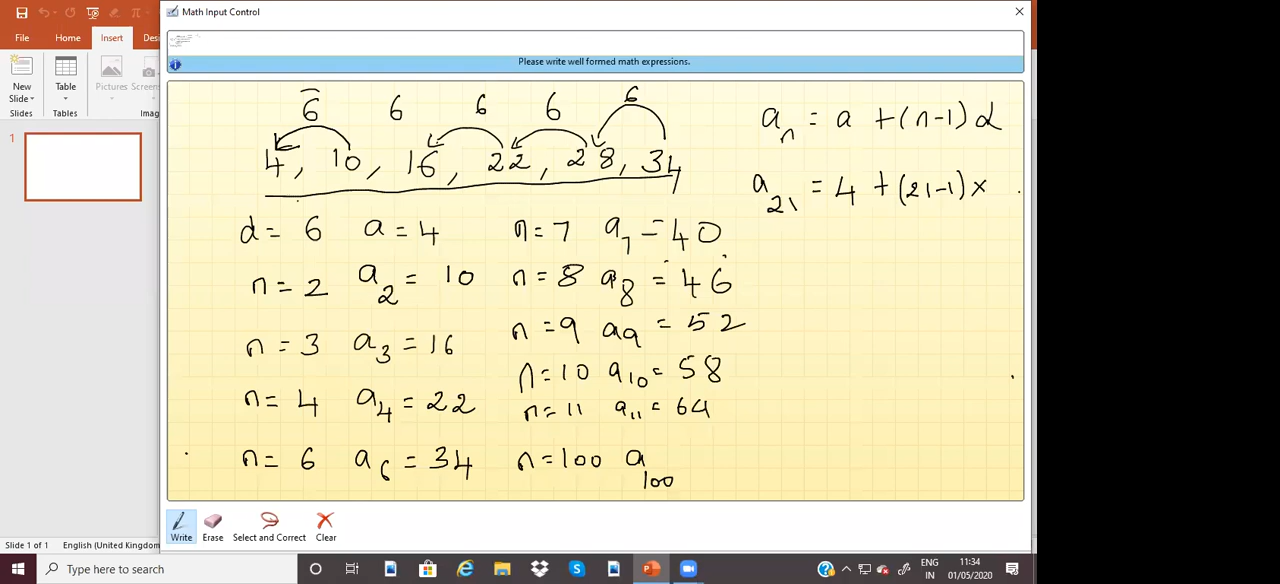 Math Input Control
File Home Insert Desi
Please write well formed math expressions.
New Slide Table Pictures Screens
Slides Tables Imag
1
6 6 6 6 6
4, 10, 16, 22, 28, 34
d = 6 a = 4
n = 2 a2 = 10
n = 3 a3 = 16
n = 4 a4 = 22
n = 6 a6 = 34
n = 7 a7 = 40
n = 8 a8 = 46
n = 9 a9 = 52
n = 10 a10 = 58
n = 11 a11 = 64
n = 100 a100
an = a + (n-1) d
a21 = 4 + (21-1) ×
Write Erase Select and Correct Clear
Slide 1 of 1 English (United Kingdom
Type here to search
ENG IN
11:34
01/05/2020